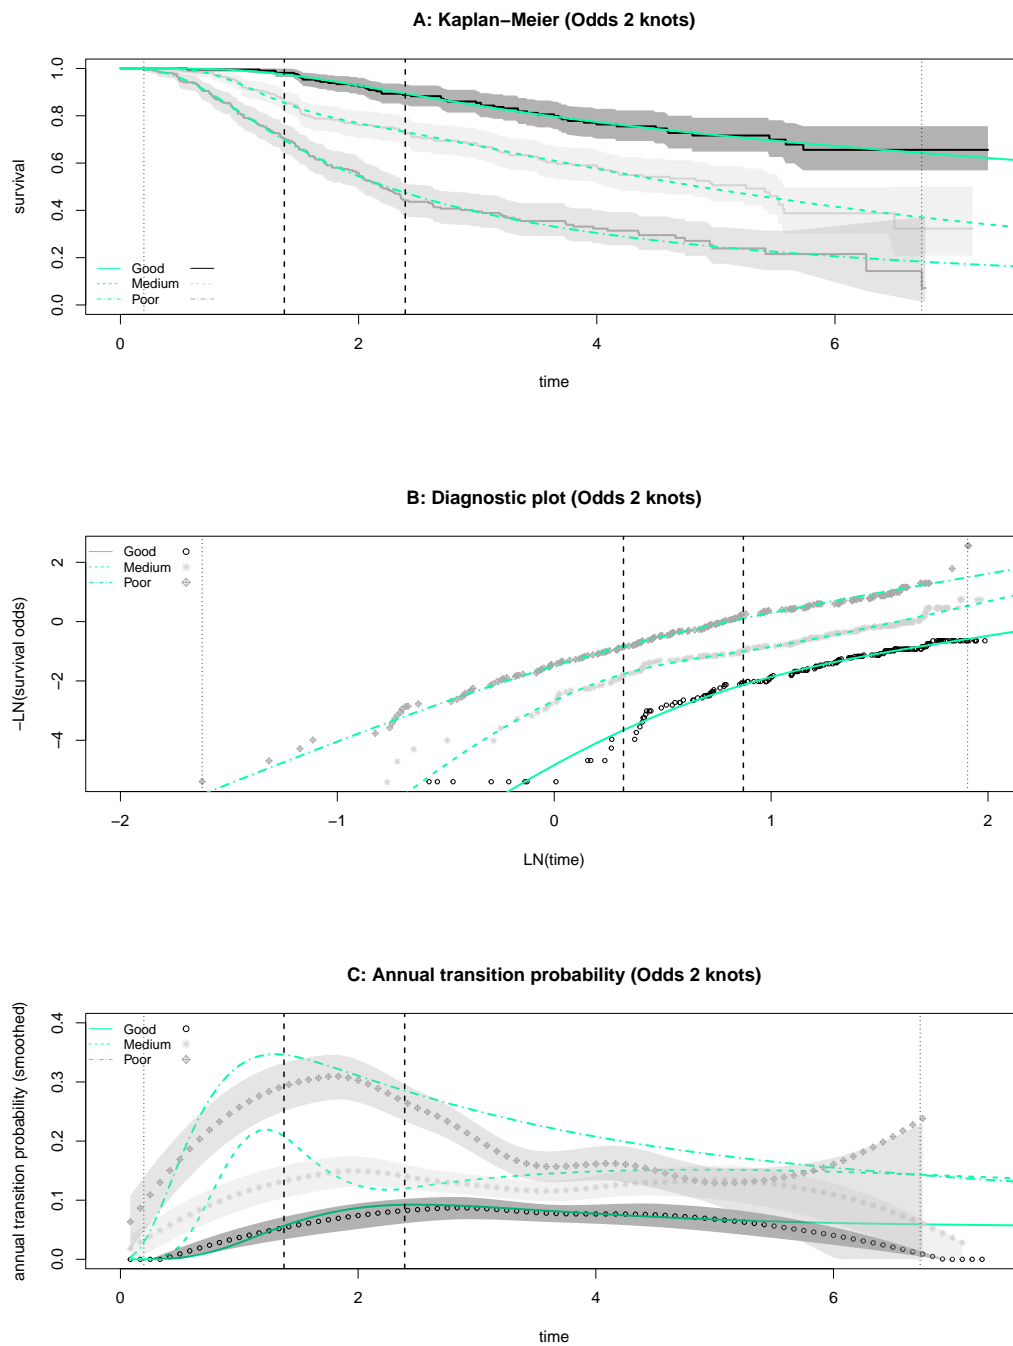 A: Kaplan−Meier (Odds 2 knots)
survival
1.0
0.8
0.6
0.4
0.2
0.0
Good
Medium
Poor
0 2 4 6
time
B: Diagnostic plot (Odds 2 knots)
−LN(survival odds)
2
0
−2
−4
Good
Medium
Poor
−2 −1 0 1 2
LN(time)
C: Annual transition probability (Odds 2 knots)
annual transition probability (smoothed)
0.4
0.3
0.2
0.1
0.0
Good
Medium
Poor
0 2 4 6
time